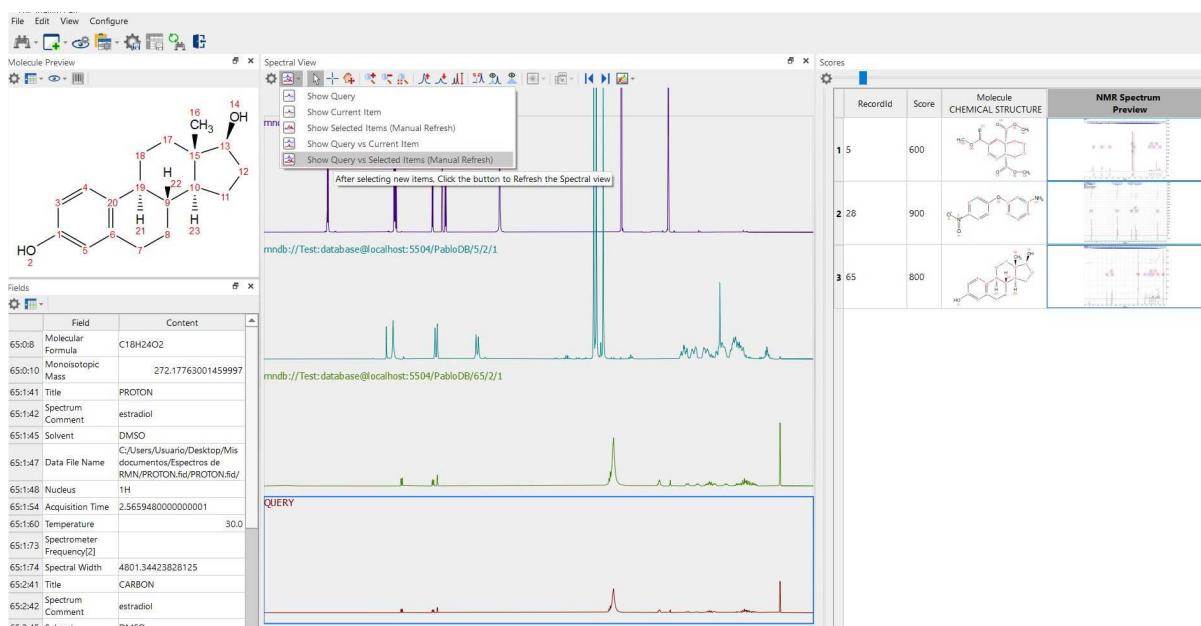 File Edit View Configure
Molecule Preview
14
OH
16
CH3
17
15
13
18
H
12
22
4
19
10
9
11
3
20
H
H
21
8
23
1
6
HO
2
5
7
Fields
Field Content
65:0:8 Molecular Formula C18H24O2
65:0:10 Monoisotopic Mass 272.17763001459997
65:1:41 Title PROTON
65:1:42 Spectrum Comment estradiol
65:1:45 Solvent DMSO
65:1:47 Data File Name C:/Users/Usuario/Desktop/Mis documentos/Espectros de RMN/PROTON.fid/PROTON.fid/
65:1:48 Nucleus 1H
65:1:54 Acquisition Time 2.5659480000000001
65:1:60 Temperature 30.0
65:1:73 Spectrometer Frequency[2]
65:1:74 Spectral Width 4801.34423828125
65:2:41 Title CARBON
65:2:42 Spectrum Comment estradiol
Spectral View
Show Query
Show Current Item
Show Selected Items (Manual Refresh)
Show Query vs Current Item
Show Query vs Selected Items (Manual Refresh)
After selecting new items, Click the button to Refresh the Spectral view
mndb://Test:database@localhost:5504/PabloDB/5/2/1
mndb://Test:database@localhost:5504/PabloDB/65/2/1
QUERY
Scores
RecordId Score Molecule CHEMICAL STRUCTURE NMR Spectrum Preview
1 5 600
2 28 900
3 65 800